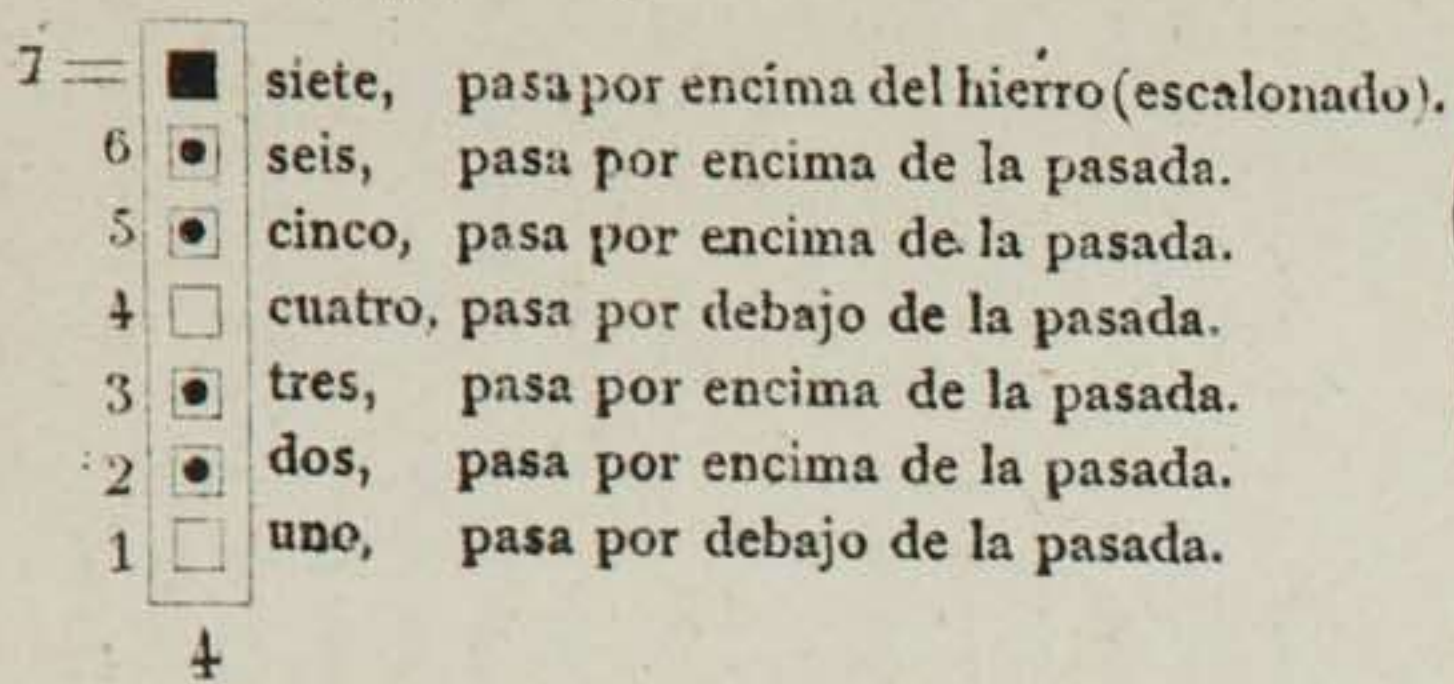 7= siete, pasa por encima del hierro (escalonado).
6 seis, pasa por encima de la pasada.
5 cinco, pasa por encima de la pasada.
4 cuatro, pasa por debajo de la pasada.
3 tres, pasa por encima de la pasada.
2 dos, pasa por encima de la pasada.
1 uno, pasa por debajo de la pasada.
4